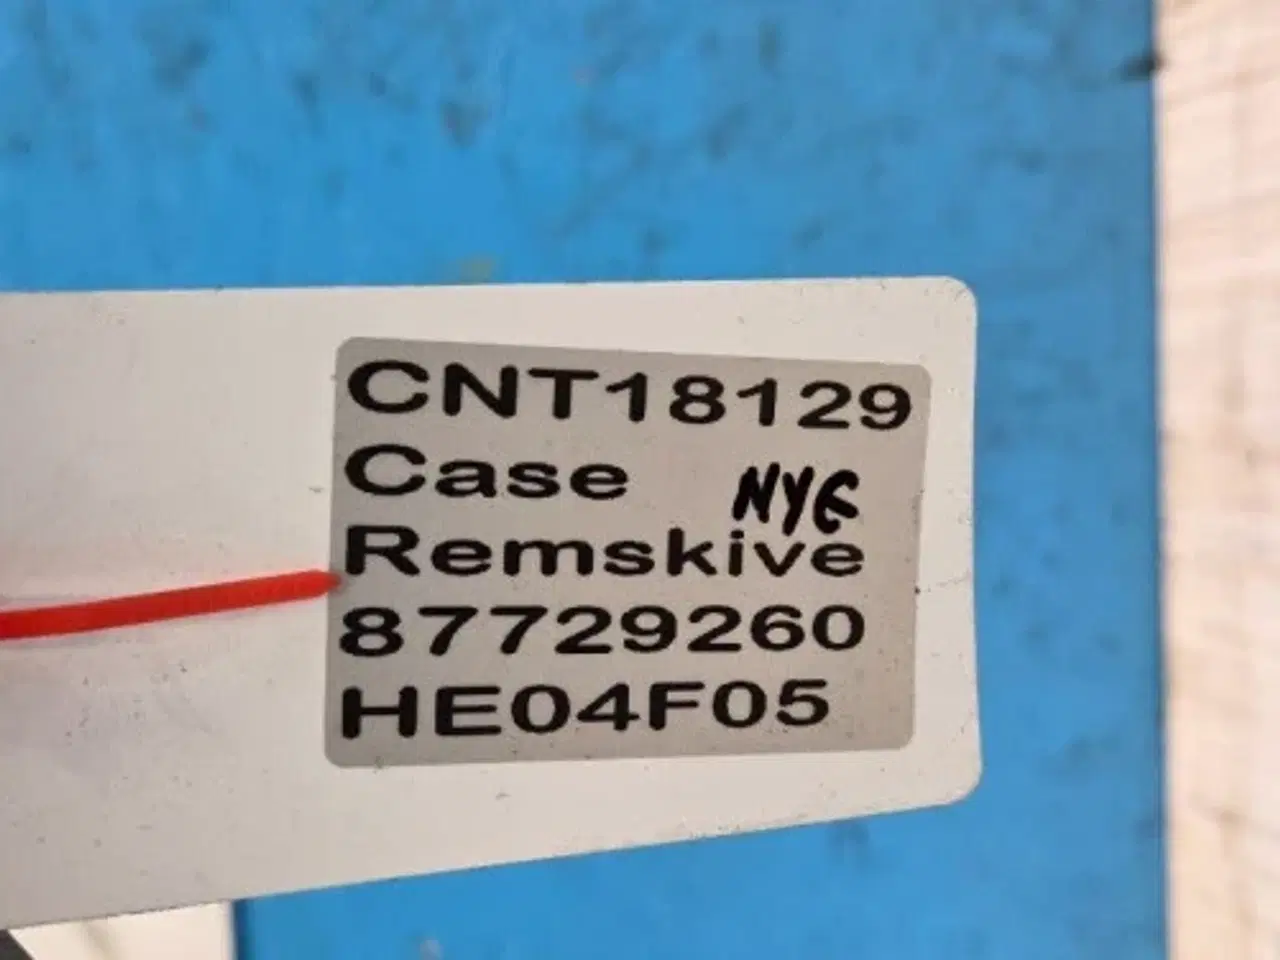 CNT18129
Case NYE
Remskive
87729260
HE04F05